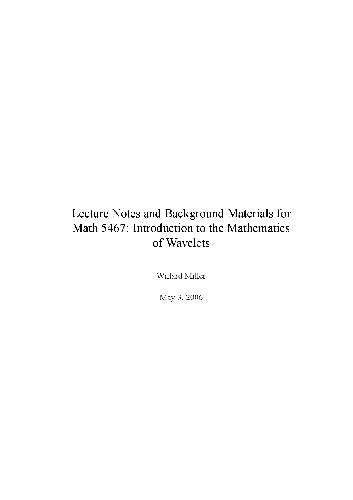 Lecture Notes and Background Materials for
Math 5467: Introduction to the Mathematics
of Wavelets
Willard Miller
May 3, 2006